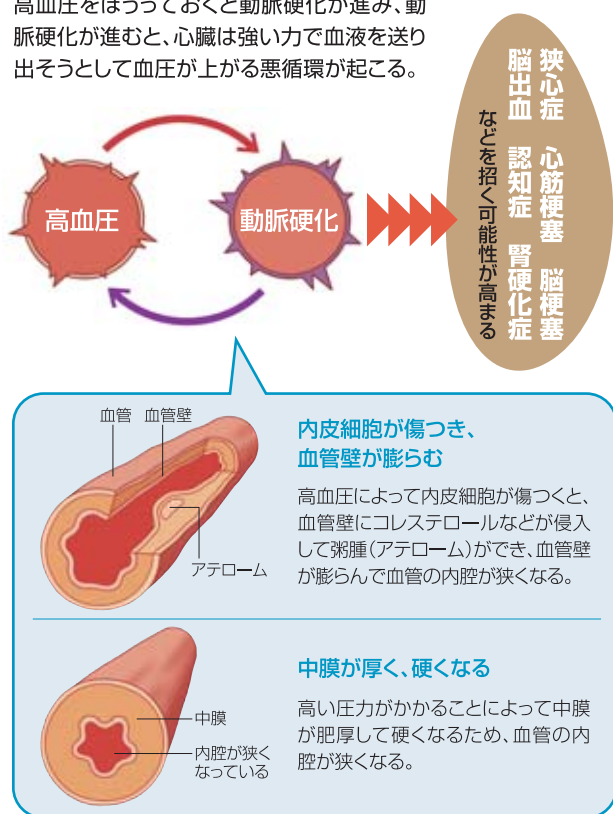 高血圧をほうっておくと動脈硬化が進み、動
脈硬化が進むと、心臓は強い力で血液を送り
出そうとして血圧が上がる悪循環が起こる。
高血圧
動脈硬化
狭心症 心筋梗塞 脳梗塞
脳出血 認知症 腎硬化症
などを招く可能性が高まる
血管 血管壁
アテローム
内皮細胞が傷つき、
血管壁が膨らむ
高血圧によって内皮細胞が傷つくと、
血管壁にコレステロールなどが侵入
して粥腫（アテローム）ができ、血管壁
が膨らんで血管の内腔が狭くなる。
中膜
内腔が狭く
なっている
中膜が厚く、硬くなる
高い圧力がかかることによって中膜
が肥厚して硬くなるため、血管の内
腔が狭くなる。